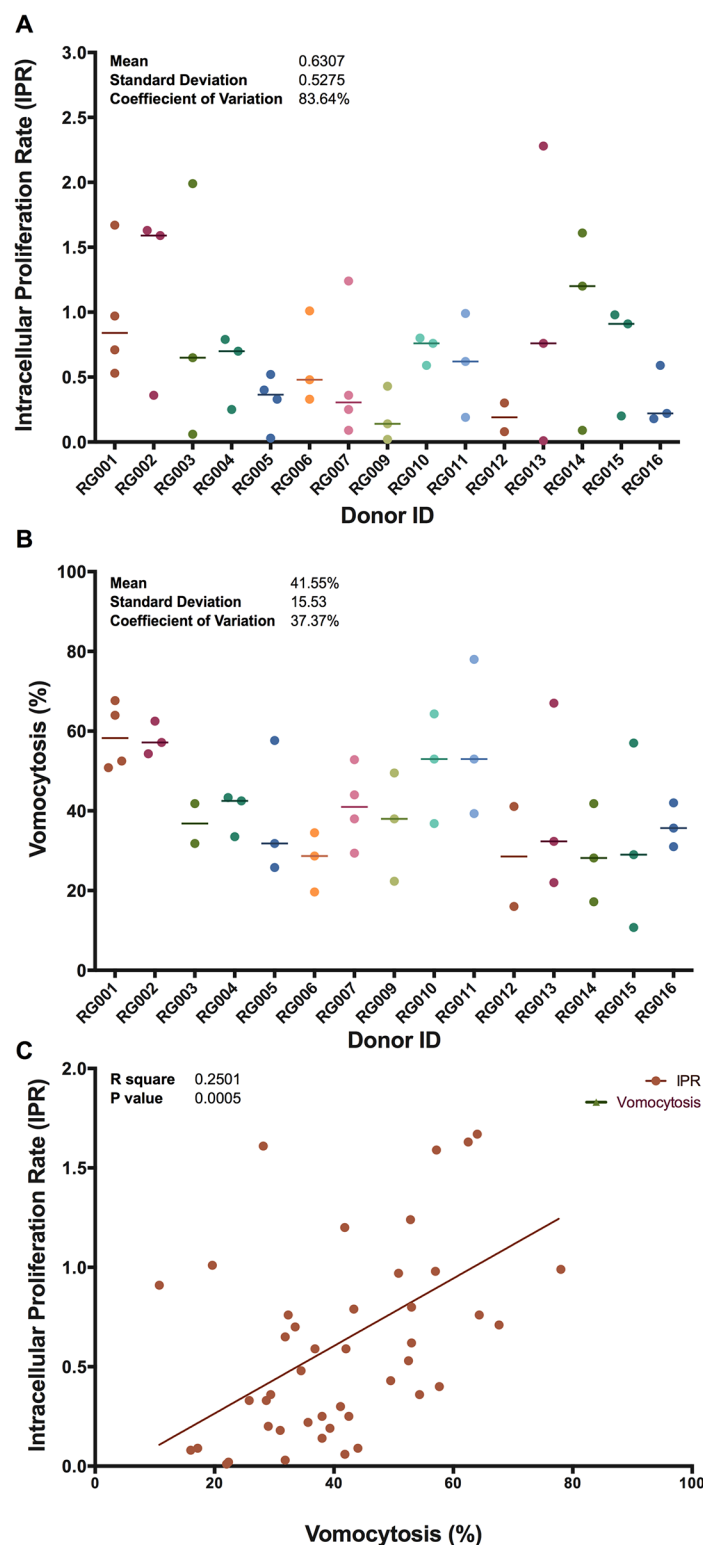 A
Intracellular Proliferation Rate (IPR)
Mean 0.6307
Standard Deviation 0.5275
Coeffiecient of Variation 83.64%
3.0
2.5
2.0
1.5
1.0
0.5
0.0
RG001 RG002 RG003 RG004 RG005 RG006 RG007 RG009 RG010 RG011 RG012 RG013 RG014 RG015 RG016
Donor ID
B
Vomocytosis (%)
Mean 41.55%
Standard Deviation 15.53
Coeffiecient of Variation 37.37%
100
80
60
40
20
0
RG001 RG002 RG003 RG004 RG005 RG006 RG007 RG009 RG010 RG011 RG012 RG013 RG014 RG015 RG016
Donor ID
C
Intracellular Proliferation Rate (IPR)
R square 0.2501
P value 0.0005
IPR
Vomocytosis
2.0
1.5
1.0
0.5
0.0
0 20 40 60 80 100
Vomocytosis (%)